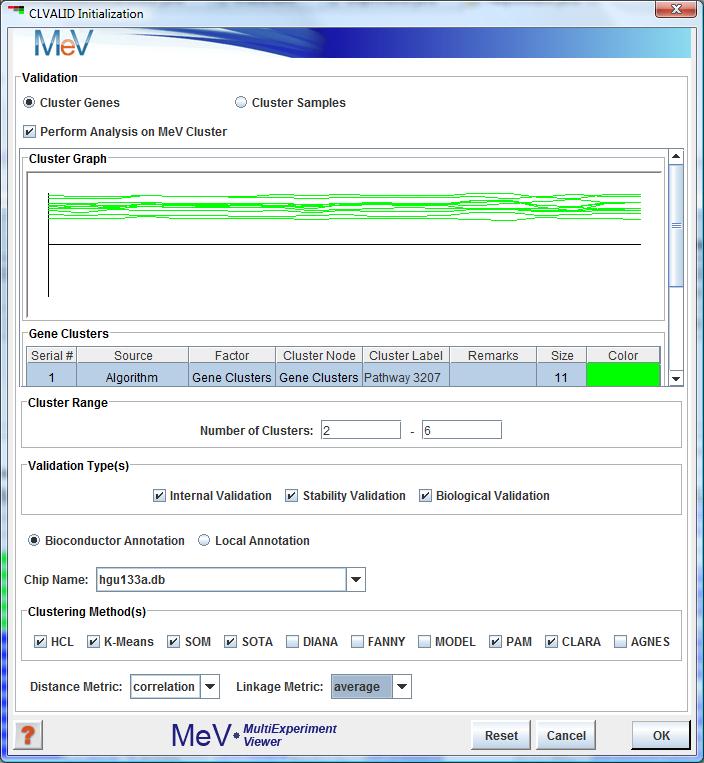 CLVALID Initialization
MeV
Validation
Cluster Genes Cluster Samples
Perform Analysis on MeV Cluster
Cluster Graph
Gene Clusters
Serial # Source Factor Cluster Node Cluster Label Remarks Size Color
1 Algorithm Gene Clusters Gene Clusters Pathway 3207 11
Cluster Range
Number of Clusters: 2 - 6
Validation Type(s)
Internal Validation Stability Validation Biological Validation
Bioconductor Annotation Local Annotation
Chip Name: hgu133a.db
Clustering Method(s)
HCL K-Means SOM SOTA DIANA FANNY MODEL PAM CLARA AGNES
Distance Metric: correlation Linkage Metric: average
? MeV MultiExperiment Viewer Reset Cancel OK